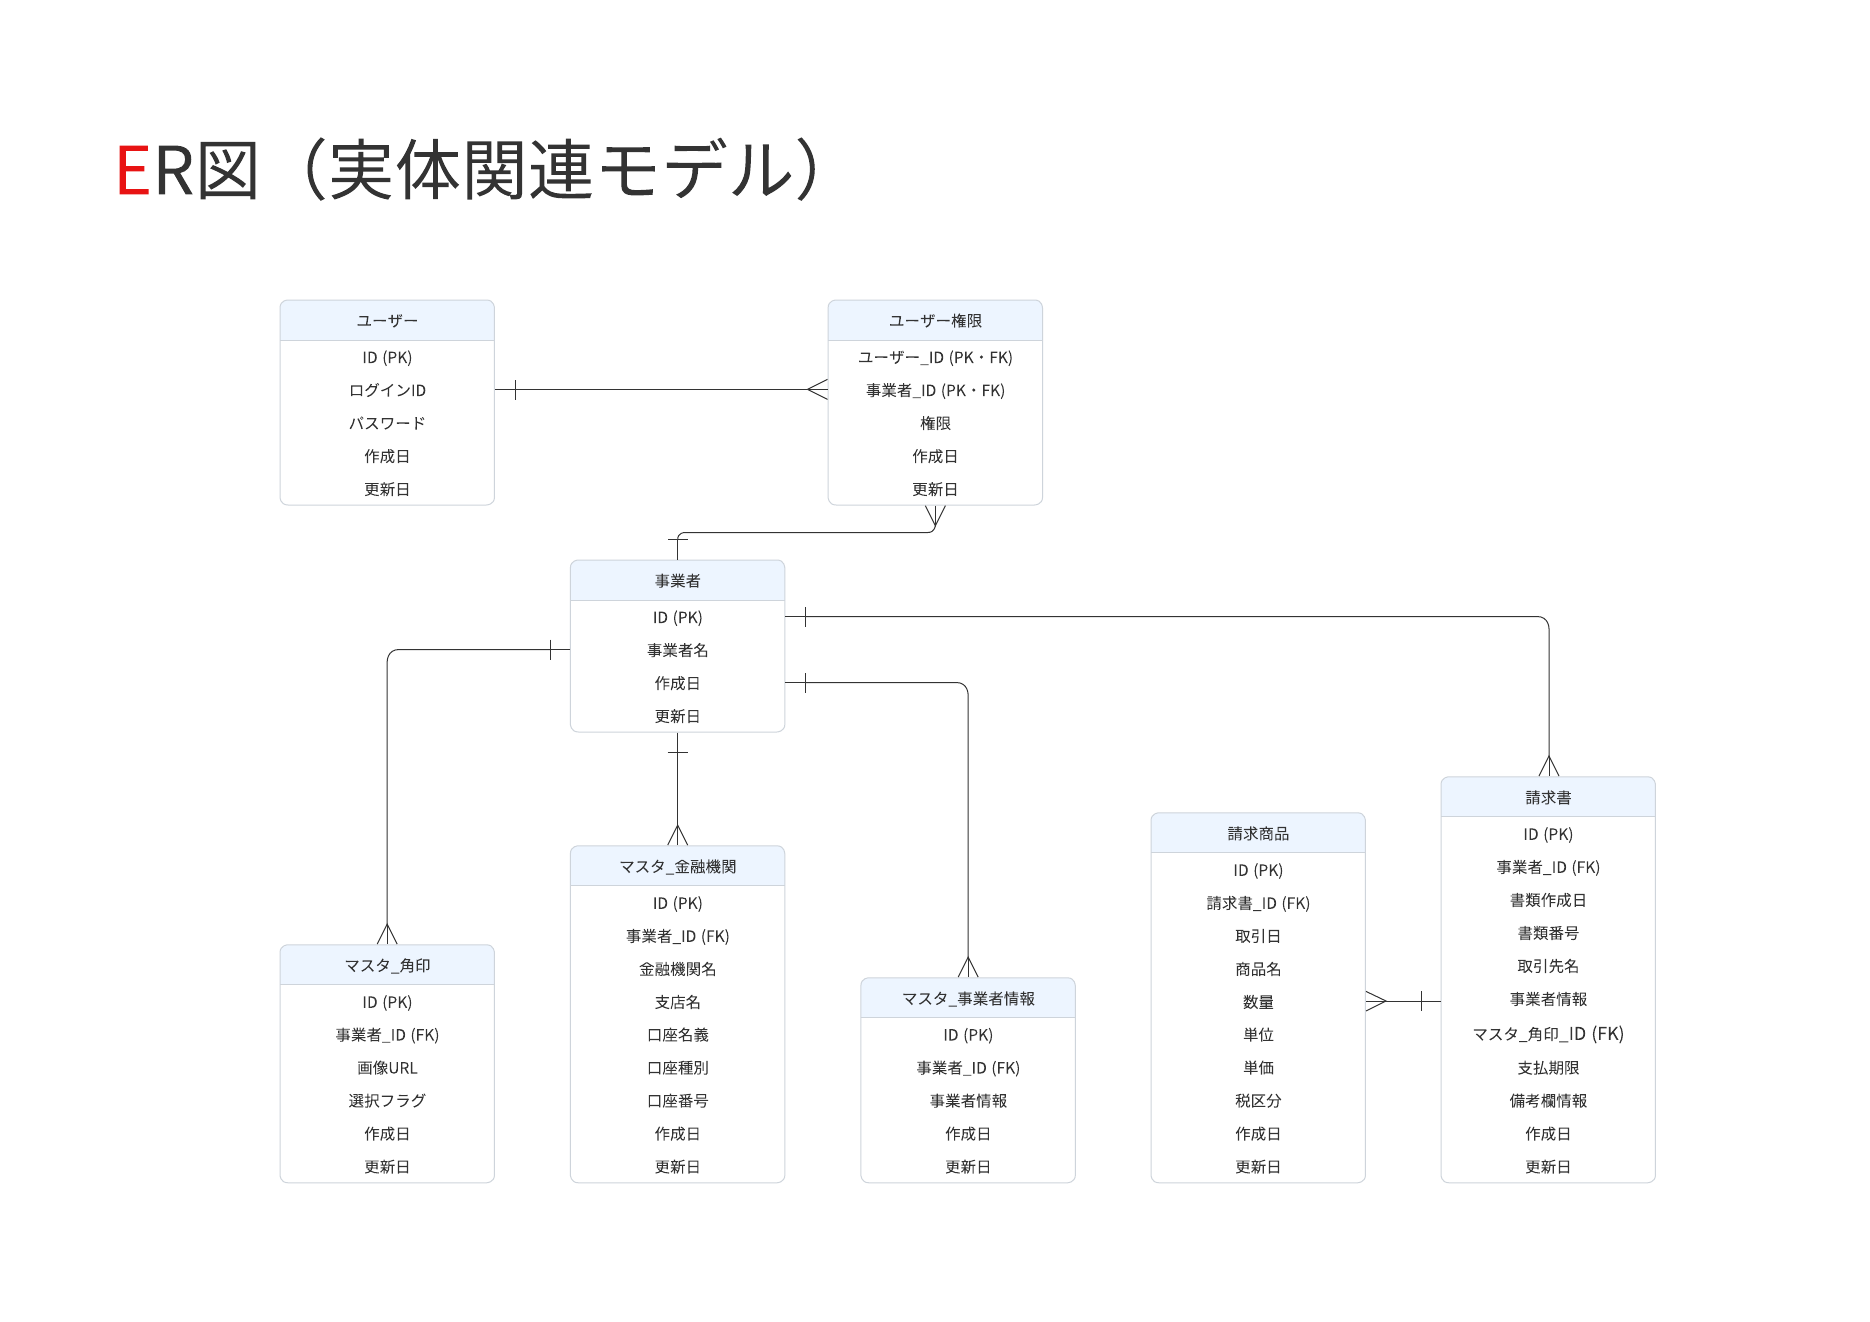 ER図（実体関連モデル）
ユーザー
ID (PK)
ログインID
パスワード
作成日
更新日
ユーザー権限
ユーザー_ID (PK・FK)
事業者_ID (PK・FK)
権限
作成日
更新日
事業者
ID (PK)
事業者名
作成日
更新日
マスタ_角印
ID (PK)
事業者_ID (FK)
画像URL
選択フラグ
作成日
更新日
マスタ_金融機関
ID (PK)
事業者_ID (FK)
金融機関名
支店名
口座名義
口座種別
口座番号
作成日
更新日
マスタ_事業者情報
ID (PK)
事業者_ID (FK)
事業者情報
作成日
更新日
請求商品
ID (PK)
請求書_ID (FK)
取引日
商品名
数量
単位
単価
税区分
作成日
更新日
請求書
ID (PK)
事業者_ID (FK)
書類作成日
書類番号
取引先名
事業者情報
マスタ_角印_ID (FK)
支払期限
備考欄情報
作成日
更新日